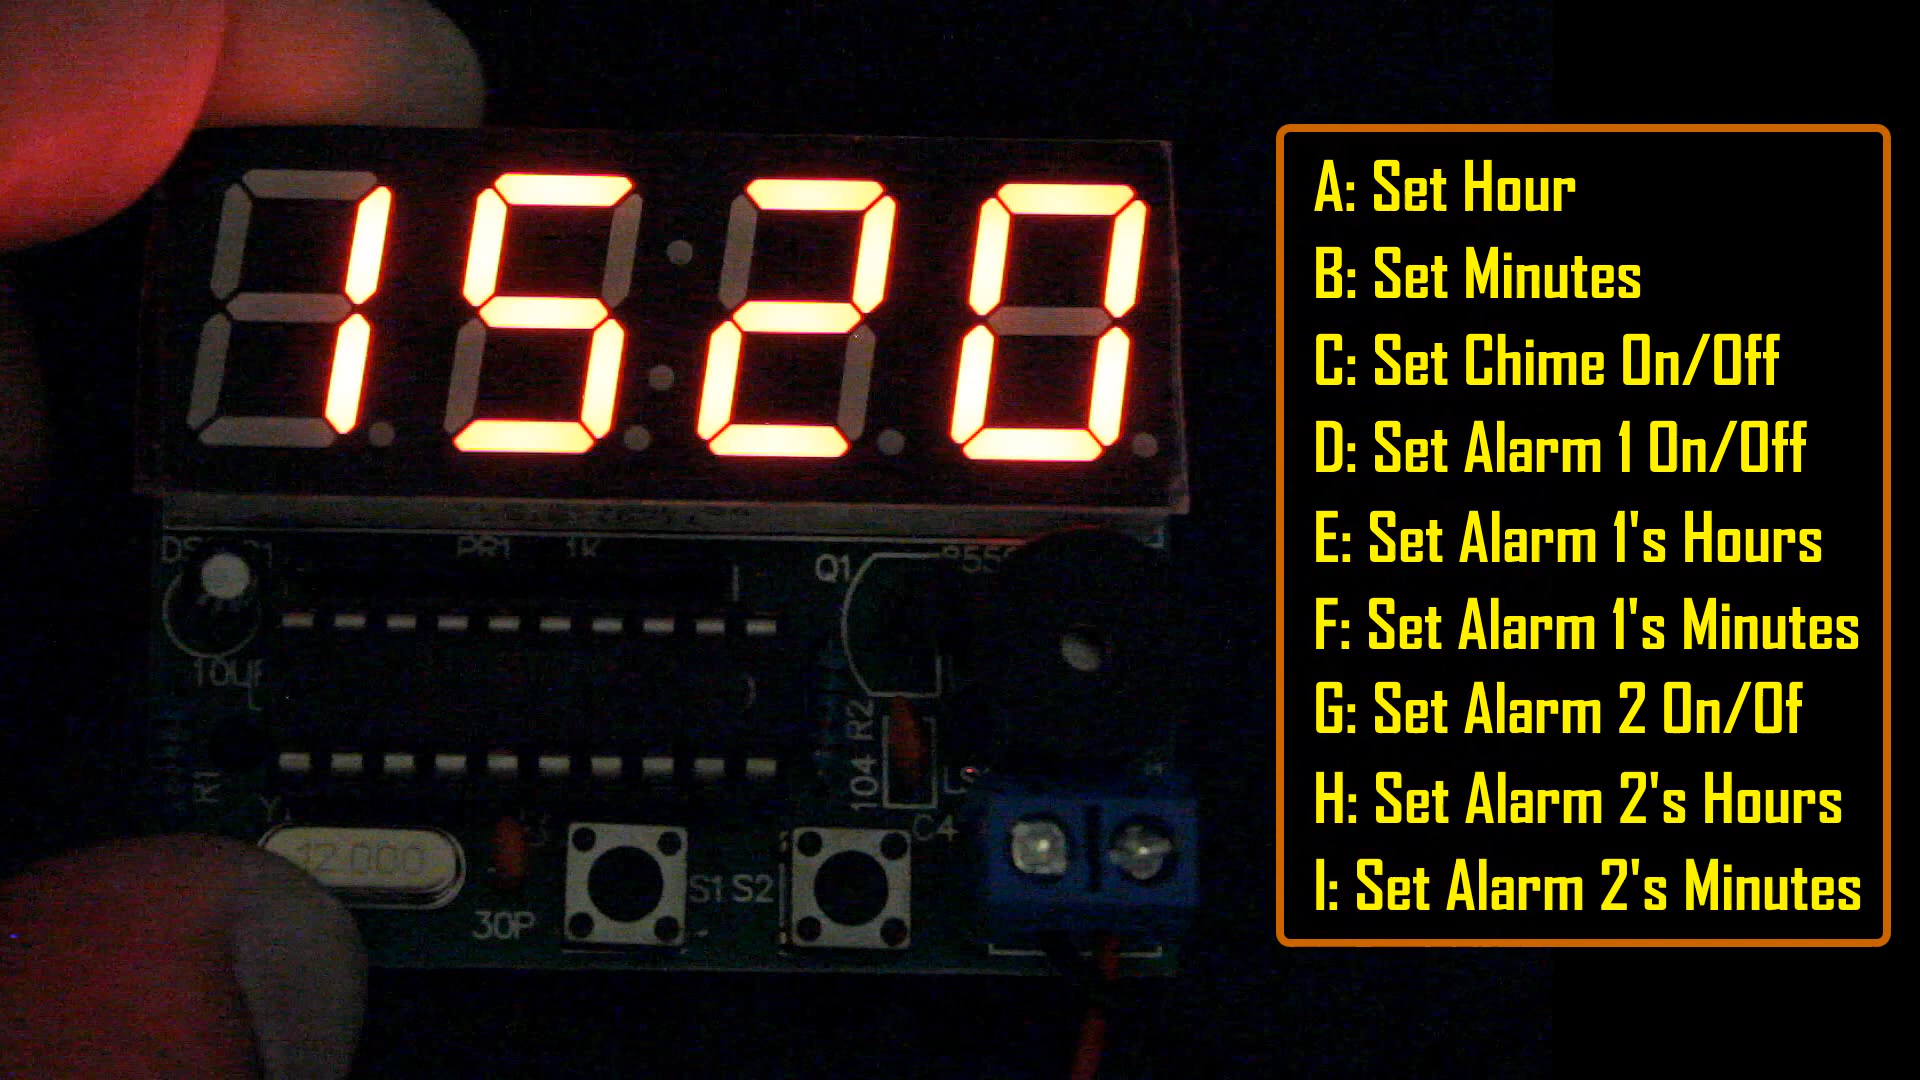 1520
A: Set Hour
B: Set Minutes
C: Set Chime On/Off
D: Set Alarm 1 On/Off
E: Set Alarm 1's Hours
F: Set Alarm 1's Minutes
G: Set Alarm 2 On/Of
H: Set Alarm 2's Hours
I: Set Alarm 2's Minutes
PR1 1K
Q1
10UF
104 R2
R1
C4
12.000
S1 S2
30P